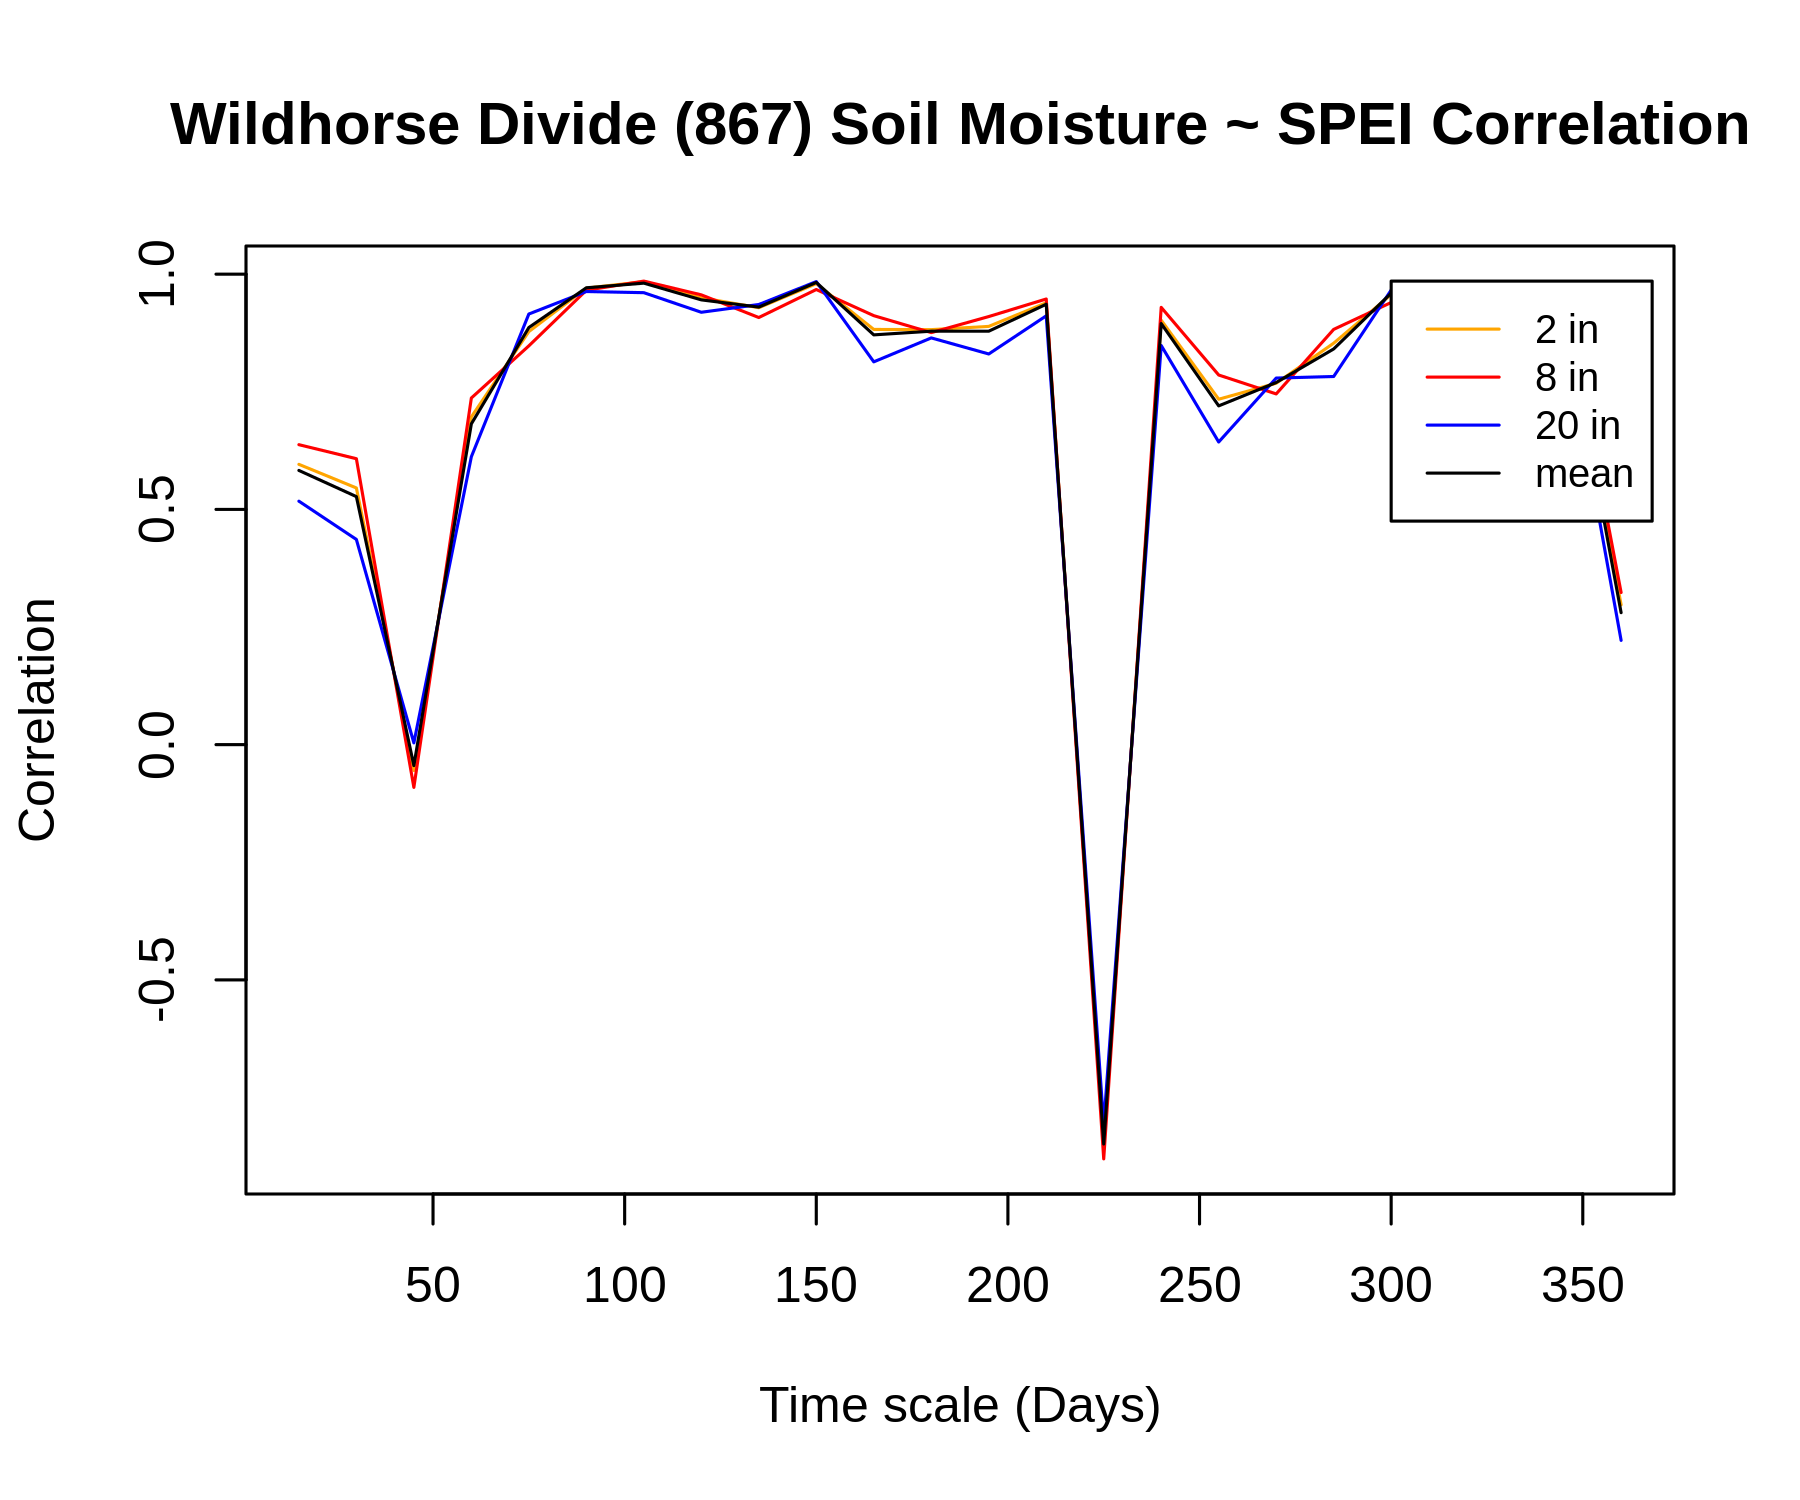 Wildhorse Divide (867) Soil Moisture ~ SPEI Correlation
1.0
0.5
0.0
-0.5
Correlation
2 in
8 in
20 in
mean
50 100 150 200 250 300 350
Time scale (Days)